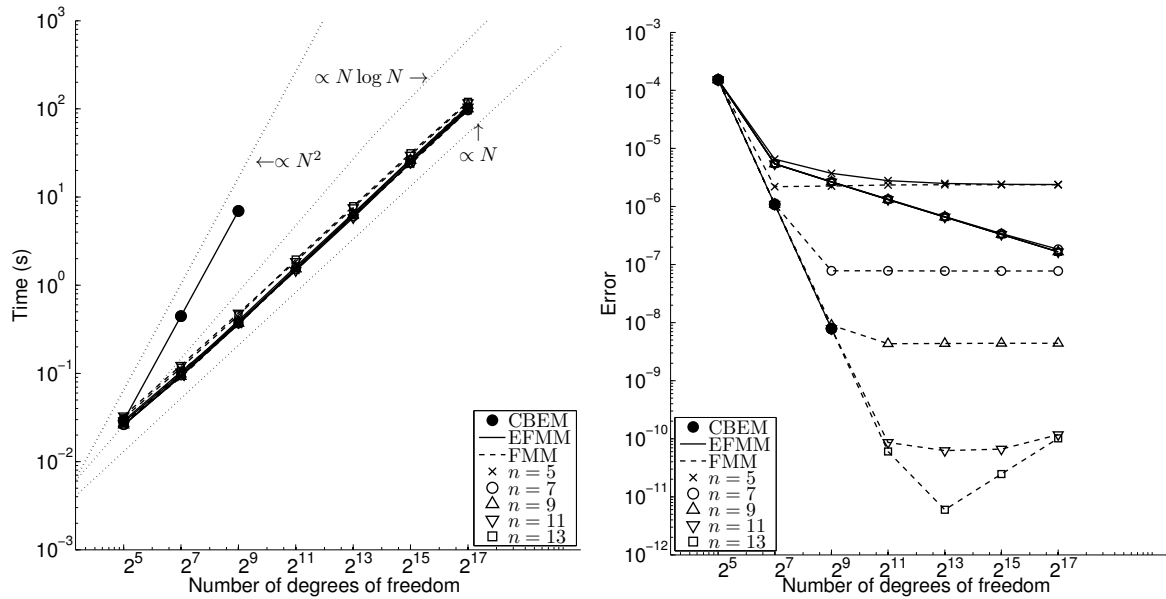 10^3
10^2
10^1
10^0
10^-1
10^-2
10^-3
Time (s)
∝ N log N →
←∝ N^2
↑
∝ N
CBEM
EFMM
FMM
n = 5
n = 7
n = 9
n = 11
n = 13
2^5 2^7 2^9 2^11 2^13 2^15 2^17
Number of degrees of freedom
10^-3
10^-4
10^-5
10^-6
10^-7
10^-8
10^-9
10^-10
10^-11
10^-12
Error
CBEM
EFMM
FMM
n = 5
n = 7
n = 9
n = 11
n = 13
2^5 2^7 2^9 2^11 2^13 2^15 2^17
Number of degrees of freedom